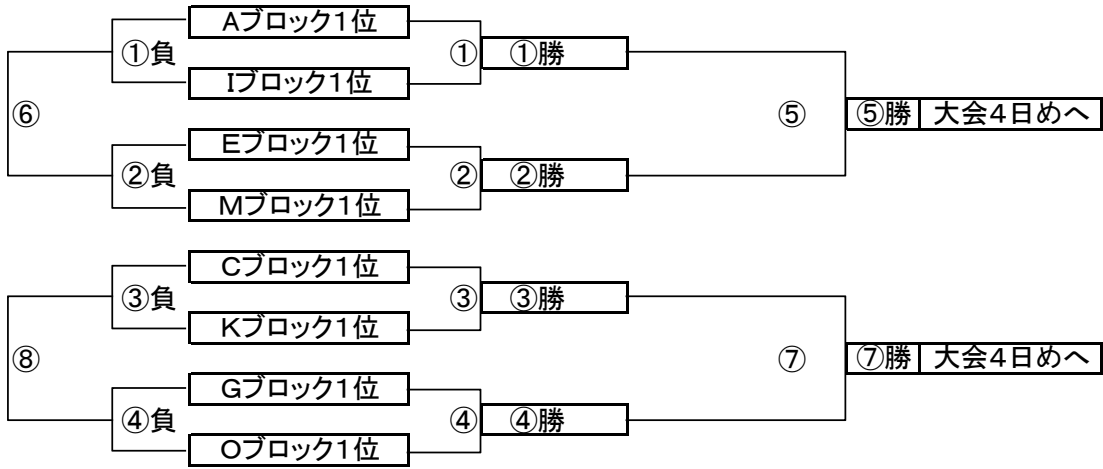 Aブロック1位
①負 ① ①勝
Iブロック1位
⑥ ⑤ ⑤勝 大会4日めへ
Eブロック1位
②負 ② ②勝
Mブロック1位
Cブロック1位
③負 ③ ③勝
Kブロック1位
⑧ ⑦ ⑦勝 大会4日めへ
Gブロック1位
④負 ④ ④勝
Oブロック1位